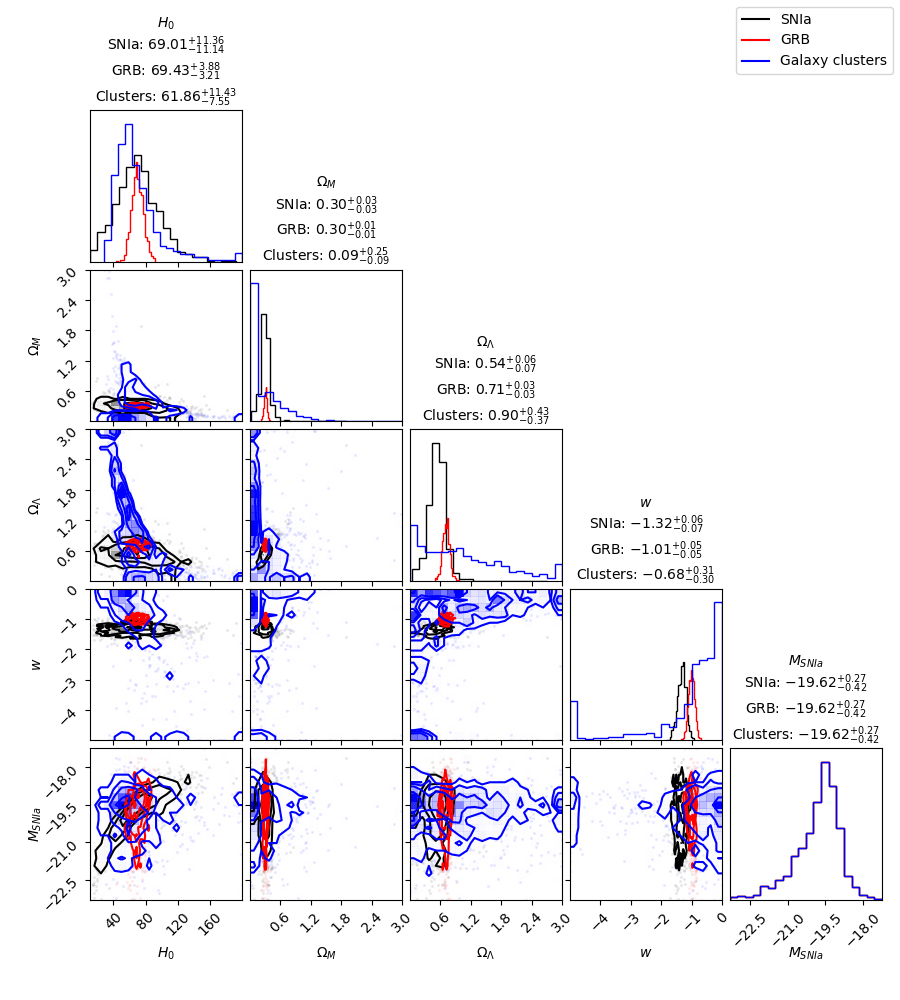 SNIa
GRB
Galaxy clusters
H₀
SNIa: 69.01⁺¹¹·³⁶₋₁₁.₁₄
GRB: 69.43⁺³·⁸⁸₋₃.₂₁
Clusters: 61.86⁺¹¹·⁴³₋₇.₅₅
Ω_M
SNIa: 0.30⁺⁰·⁰³₋₀.₀₃
GRB: 0.30⁺⁰·⁰¹₋₀.₀₁
Clusters: 0.09⁺⁰·²⁵₋₀.₀₉
Ω_Λ
SNIa: 0.54⁺⁰·⁰⁶₋₀.₀₇
GRB: 0.71⁺⁰·⁰³₋₀.₀₃
Clusters: 0.90⁺⁰·⁴³₋₀.₃₇
w
SNIa: −1.32⁺⁰·⁰⁶₋₀.₀₇
GRB: −1.01⁺⁰·⁰⁵₋₀.₀₅
Clusters: −0.68⁺⁰·³¹₋₀.₃₀
M_SNIa
SNIa: −19.62⁺⁰·²⁷₋₀.₄₂
GRB: −19.62⁺⁰·²⁷₋₀.₄₂
Clusters: −19.62⁺⁰·²⁷₋₀.₄₂
3.0
2.4
1.8
1.2
0.6
Ω_M
3.0
2.4
1.8
1.2
0.6
Ω_Λ
0
−1
−2
−3
−4
w
−18.0
−19.5
−21.0
−22.5
M_SNIa
40 80 120 160
0.6 1.2 1.8 2.4 3.0
0.6 1.2 1.8 2.4 3.0
−4 −3 −2 −1 0
−22.5 −21.0 −19.5 −18.0
H₀ Ω_M Ω_Λ w M_SNIa